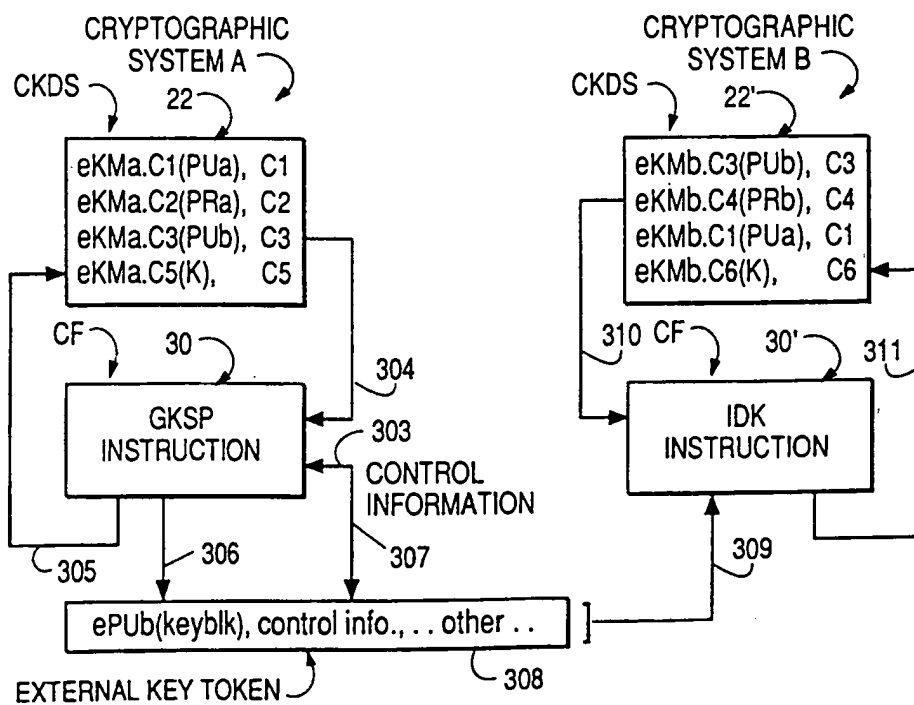 CRYPTOGRAPHIC
SYSTEM A
CKDS
22
eKMa.C1(PUa), C1
eKMa.C2(PRa), C2
eKMa.C3(PUb), C3
eKMa.C5(K), C5
CF
30
304
GKSP
INSTRUCTION
303
CONTROL
INFORMATION
305
306
307
ePUb(keyblk), control info., . . other . .
EXTERNAL KEY TOKEN
308
CRYPTOGRAPHIC
SYSTEM B
CKDS
22'
eKMb.C3(PUb), C3
eKMb.C4(PRb), C4
eKMb.C1(PUa), C1
eKMb.C6(K), C6
310
CF
30'
311
IDK
INSTRUCTION
309